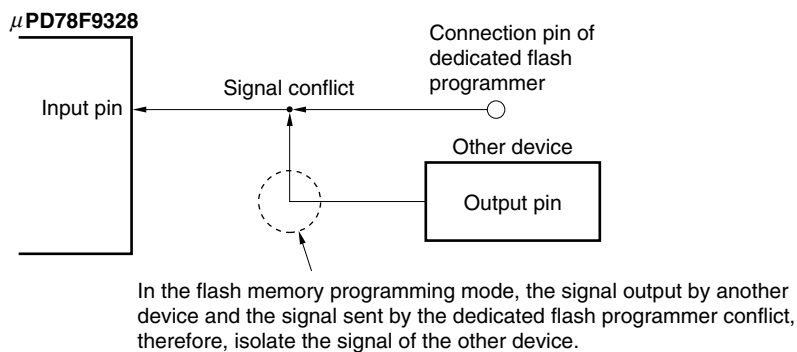 μPD78F9328
Connection pin of
dedicated flash
programmer
Signal conflict
Input pin
Other device
Output pin
In the flash memory programming mode, the signal output by another
device and the signal sent by the dedicated flash programmer conflict,
therefore, isolate the signal of the other device.